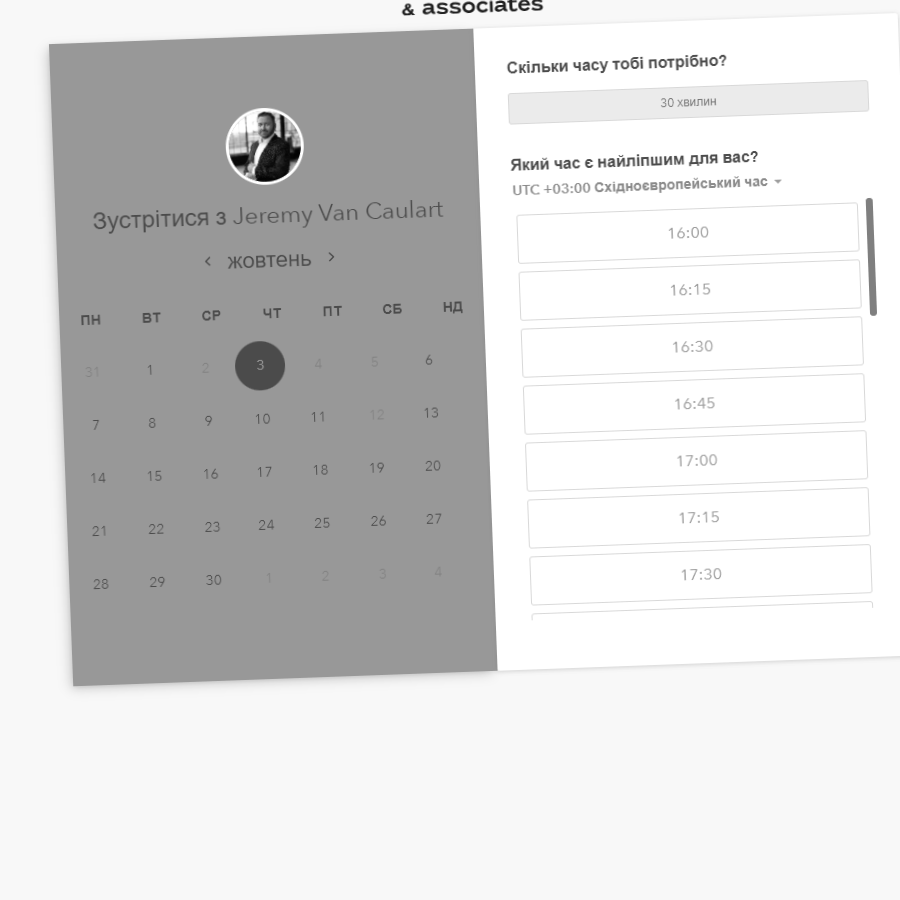 & associates
Зустрітися з Jeremy Van Caulart
жовтень
ПН ВТ СР ЧТ ПТ СБ НД
31 1 2 3 4 5 6
7 8 9 10 11 12 13
14 15 16 17 18 19 20
21 22 23 24 25 26 27
28 29 30 1 2 3 4
Скільки часу тобі потрібно?
30 хвилин
Який час є найліпшим для вас?
UTC +03:00 Східноєвропейський час
16:00
16:15
16:30
16:45
17:00
17:15
17:30